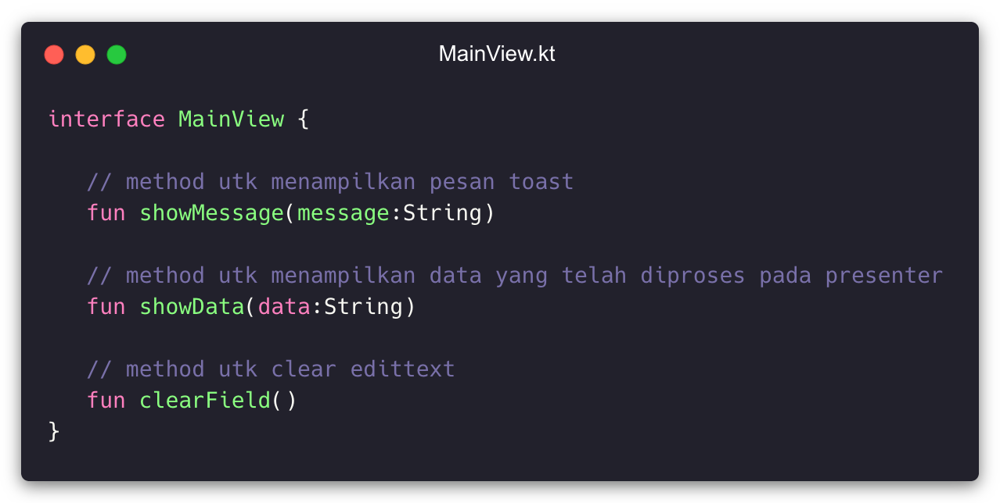 MainView.kt
interface MainView {
// method utk menampilkan pesan toast
fun showMessage(message:String)
// method utk menampilkan data yang telah diproses pada presenter
fun showData(data:String)
// method utk clear edittext
fun clearField()
}